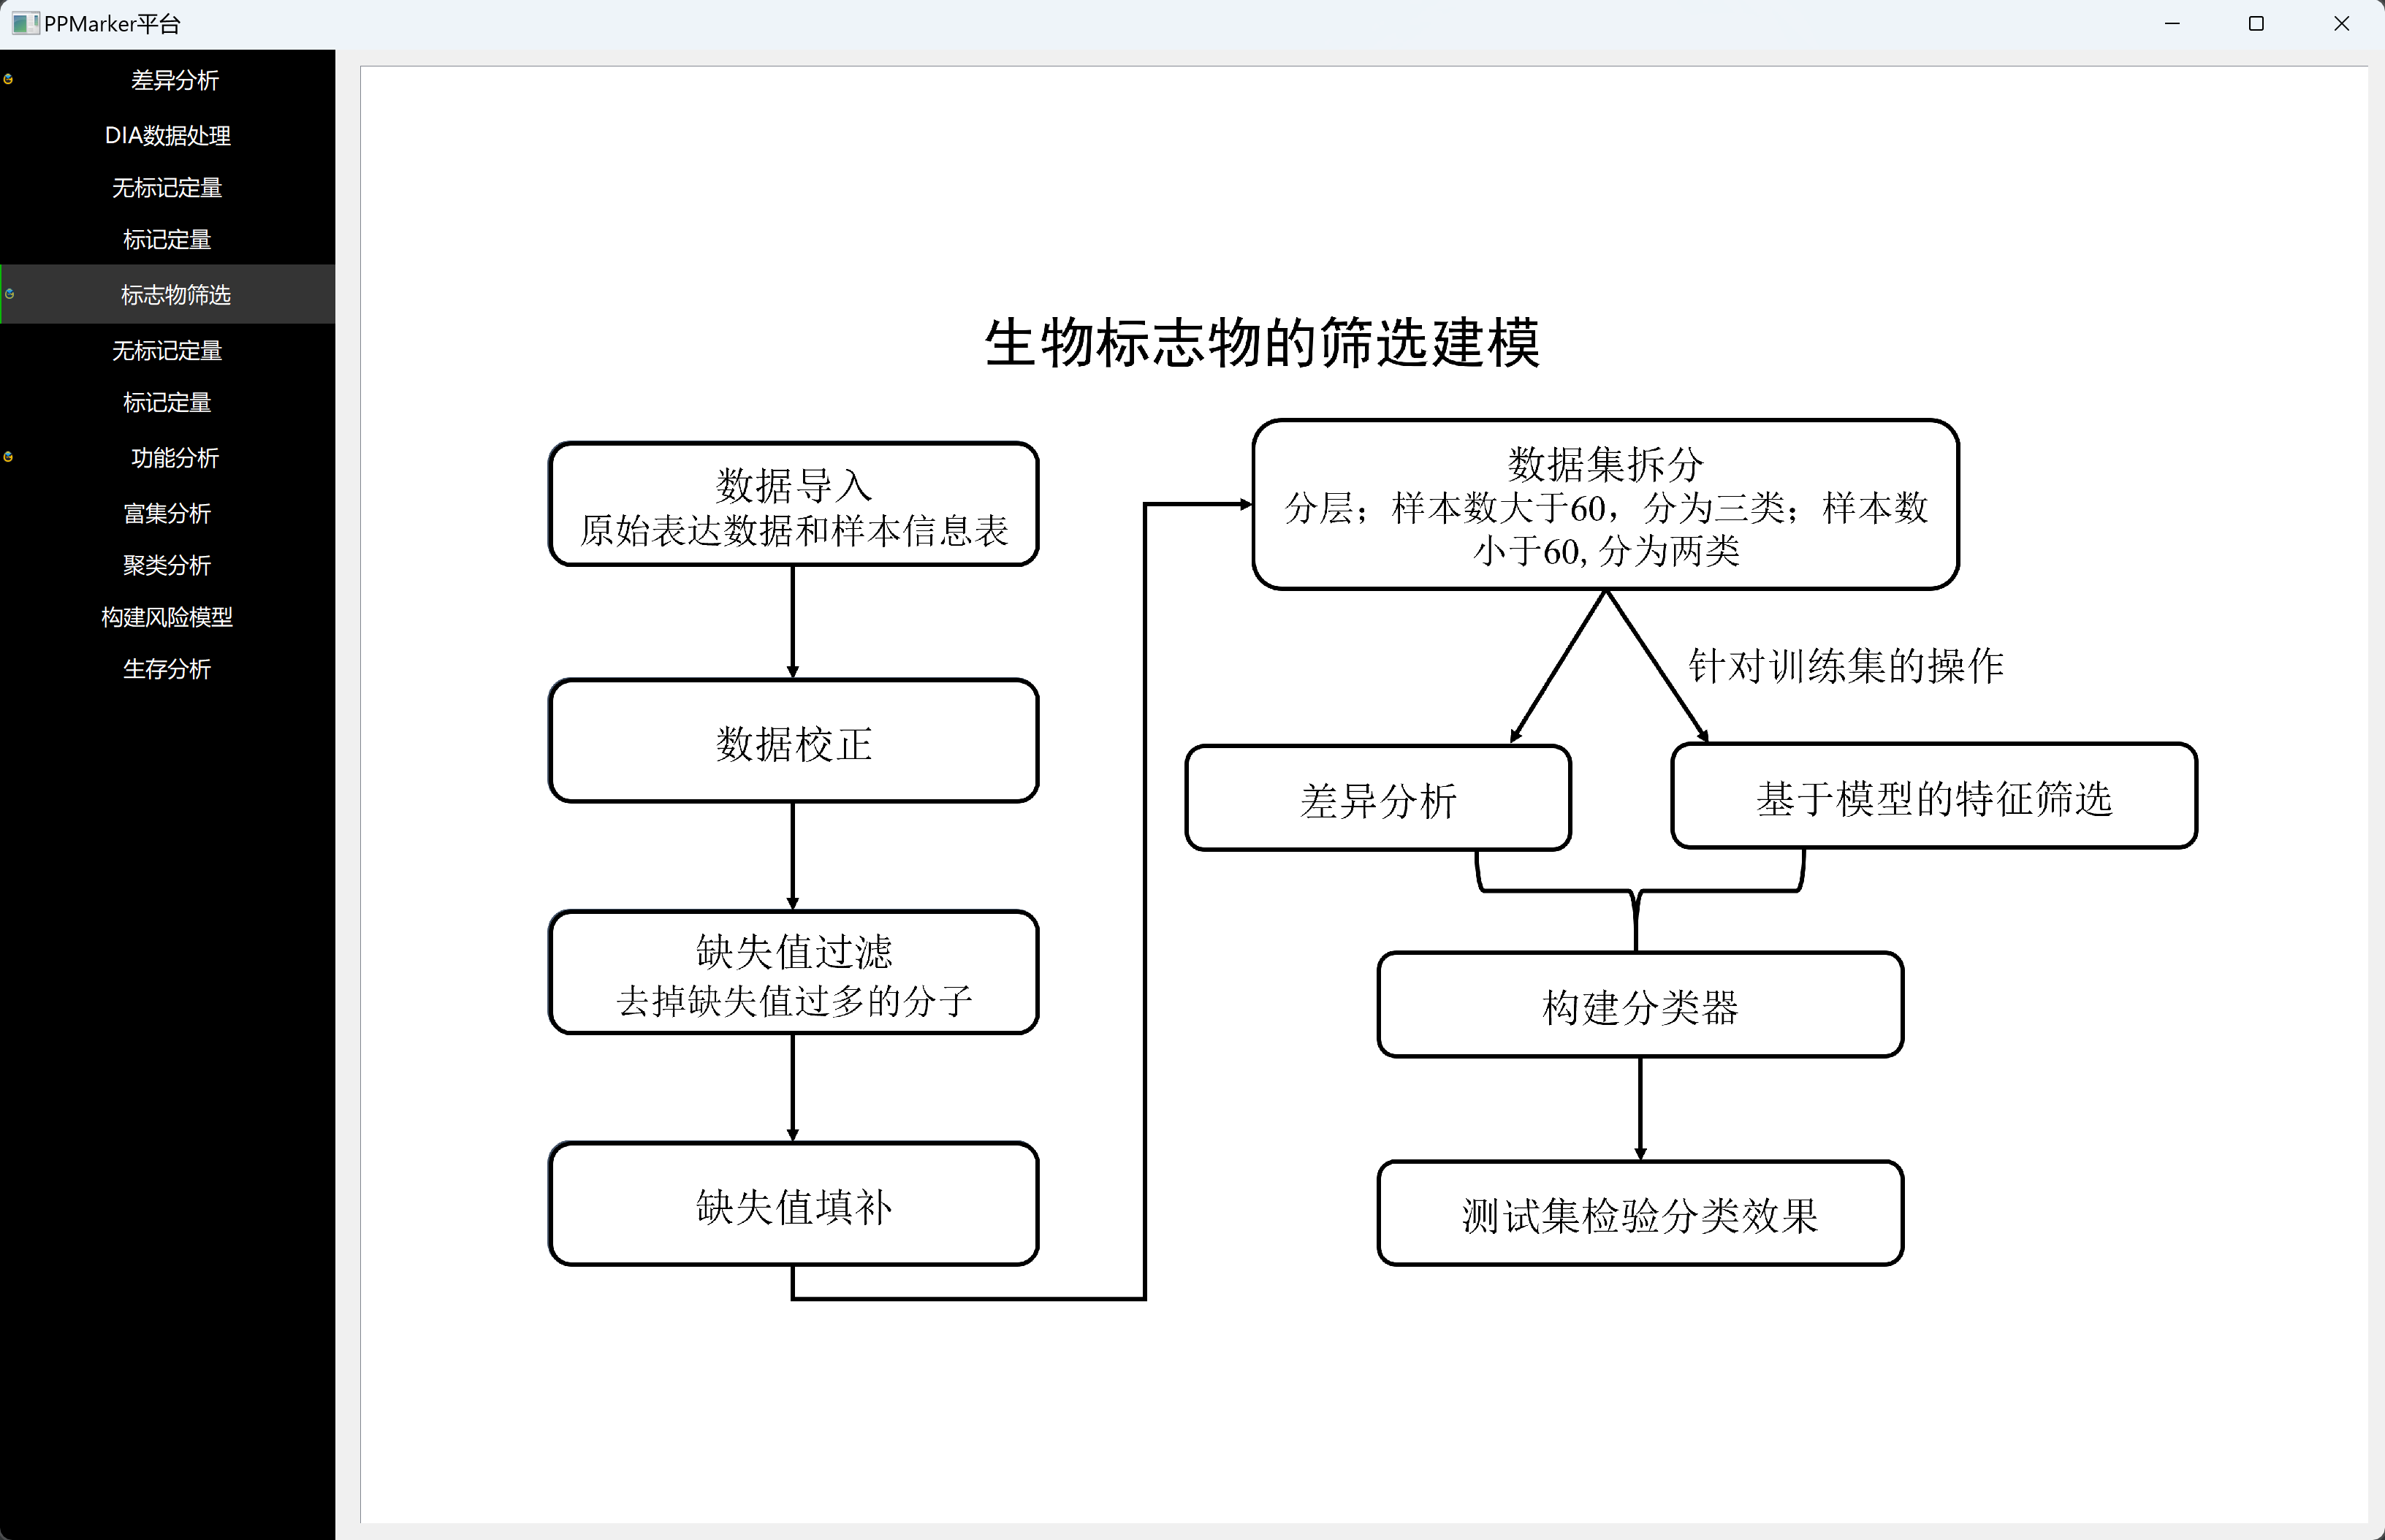 PPMarker平台
差异分析
DIA数据处理
无标记定量
标记定量
标志物筛选
无标记定量
标记定量
功能分析
富集分析
聚类分析
构建风险模型
生存分析
生物标志物的筛选建模
数据导入
原始表达数据和样本信息表
数据校正
缺失值过滤
去掉缺失值过多的分子
缺失值填补
数据集拆分
分层；样本数大于60，分为三类；样本数
小于60,分为两类
针对训练集的操作
差异分析
基于模型的特征筛选
构建分类器
测试集检验分类效果